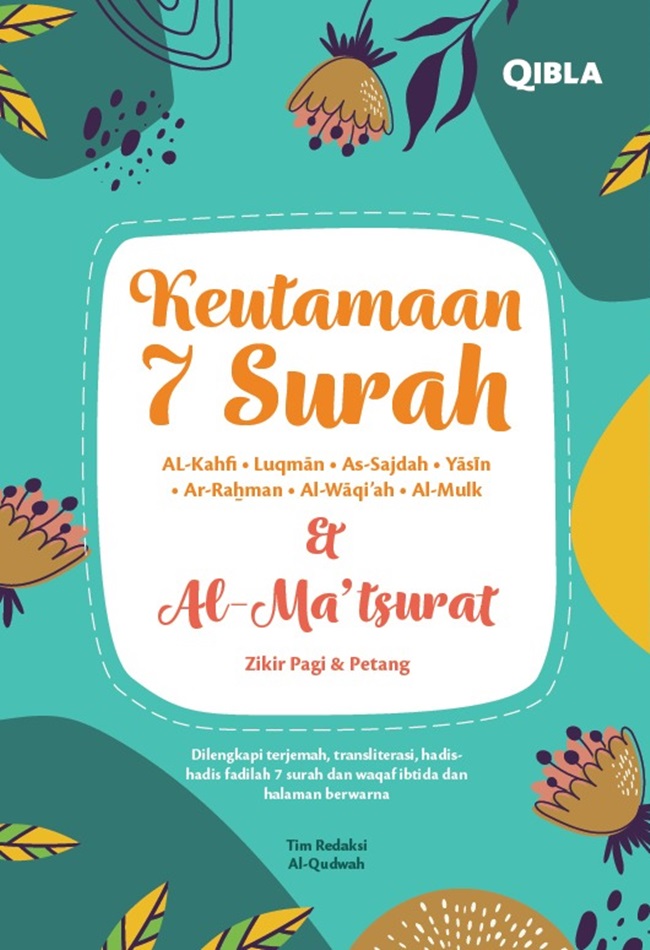 QIBLA
Keutamaan
7 Surah
AL-Kahfi • Luqmān • As-Sajdah • Yāsīn
• Ar-Raẖman • Al-Wāqi’ah • Al-Mulk
&
Al-Ma’tsurat
Zikir Pagi & Petang
Dilengkapi terjemah, transliterasi, hadis-
hadis fadilah 7 surah dan waqaf ibtida dan
halaman berwarna
Tim Redaksi
Al-Qudwah